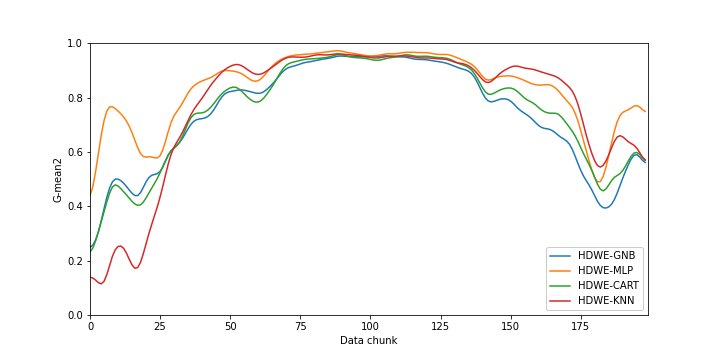 1.0
0.8
0.6
0.4
0.2
0.0
G-mean2
0
25
50
75
100
125
150
175
Data chunk
HDWE-GNB
HDWE-MLP
HDWE-CART
HDWE-KNN